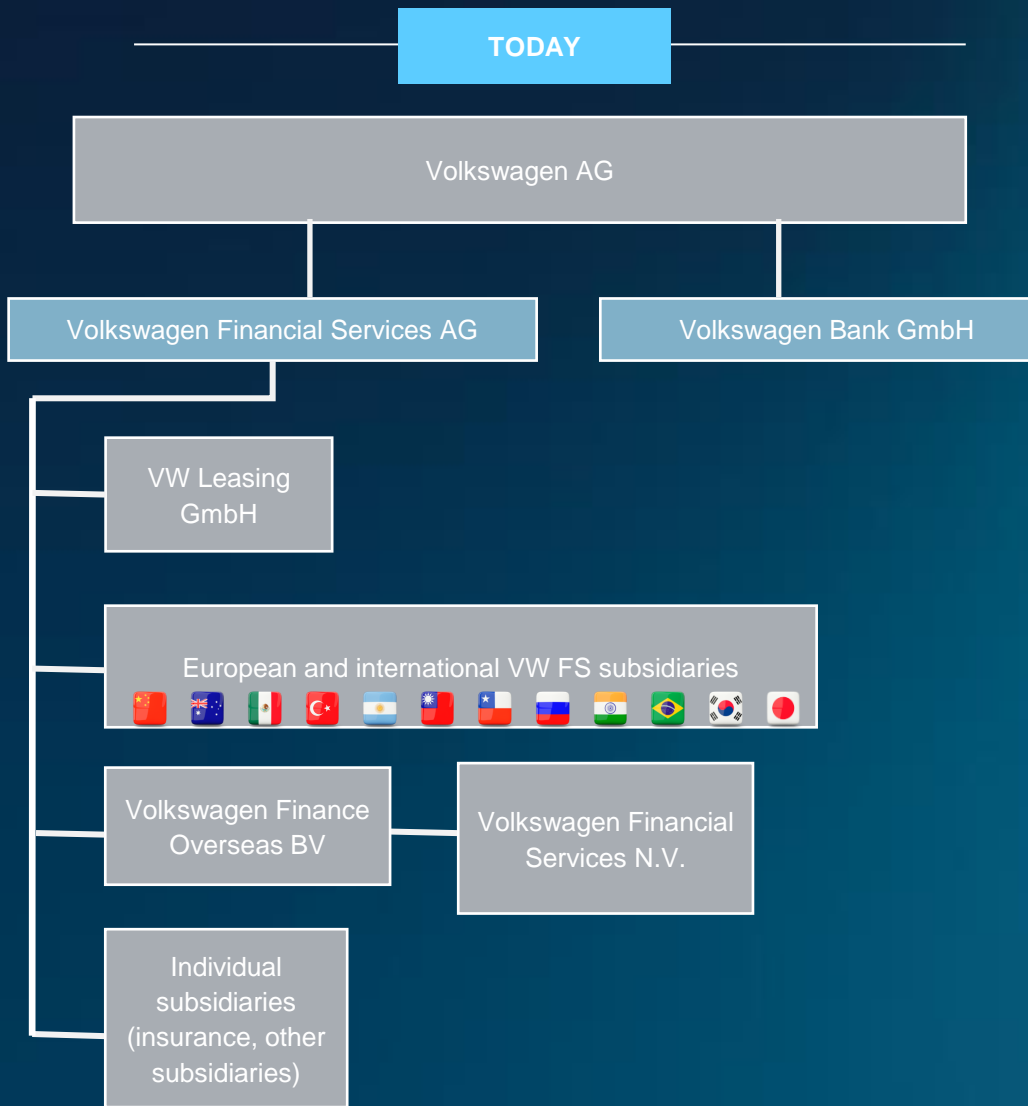 TODAY
Volkswagen AG
Volkswagen Financial Services AG
Volkswagen Bank GmbH
VW Leasing
GmbH
European and international VW FS subsidiaries
Volkswagen Finance
Overseas BV
Volkswagen Financial
Services N.V.
Individual
subsidiaries
(insurance, other
subsidiaries)